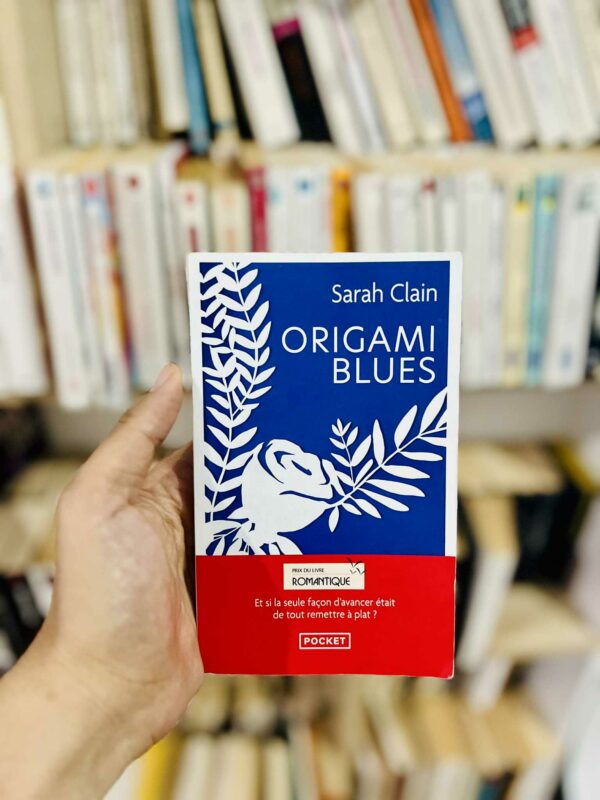 Sarah Clain
ORIGAMI
BLUES
PRIX DU LIVRE
ROMANTIQUE
Et si la seule façon d'avancer était
de tout remettre à plat ?
POCKET